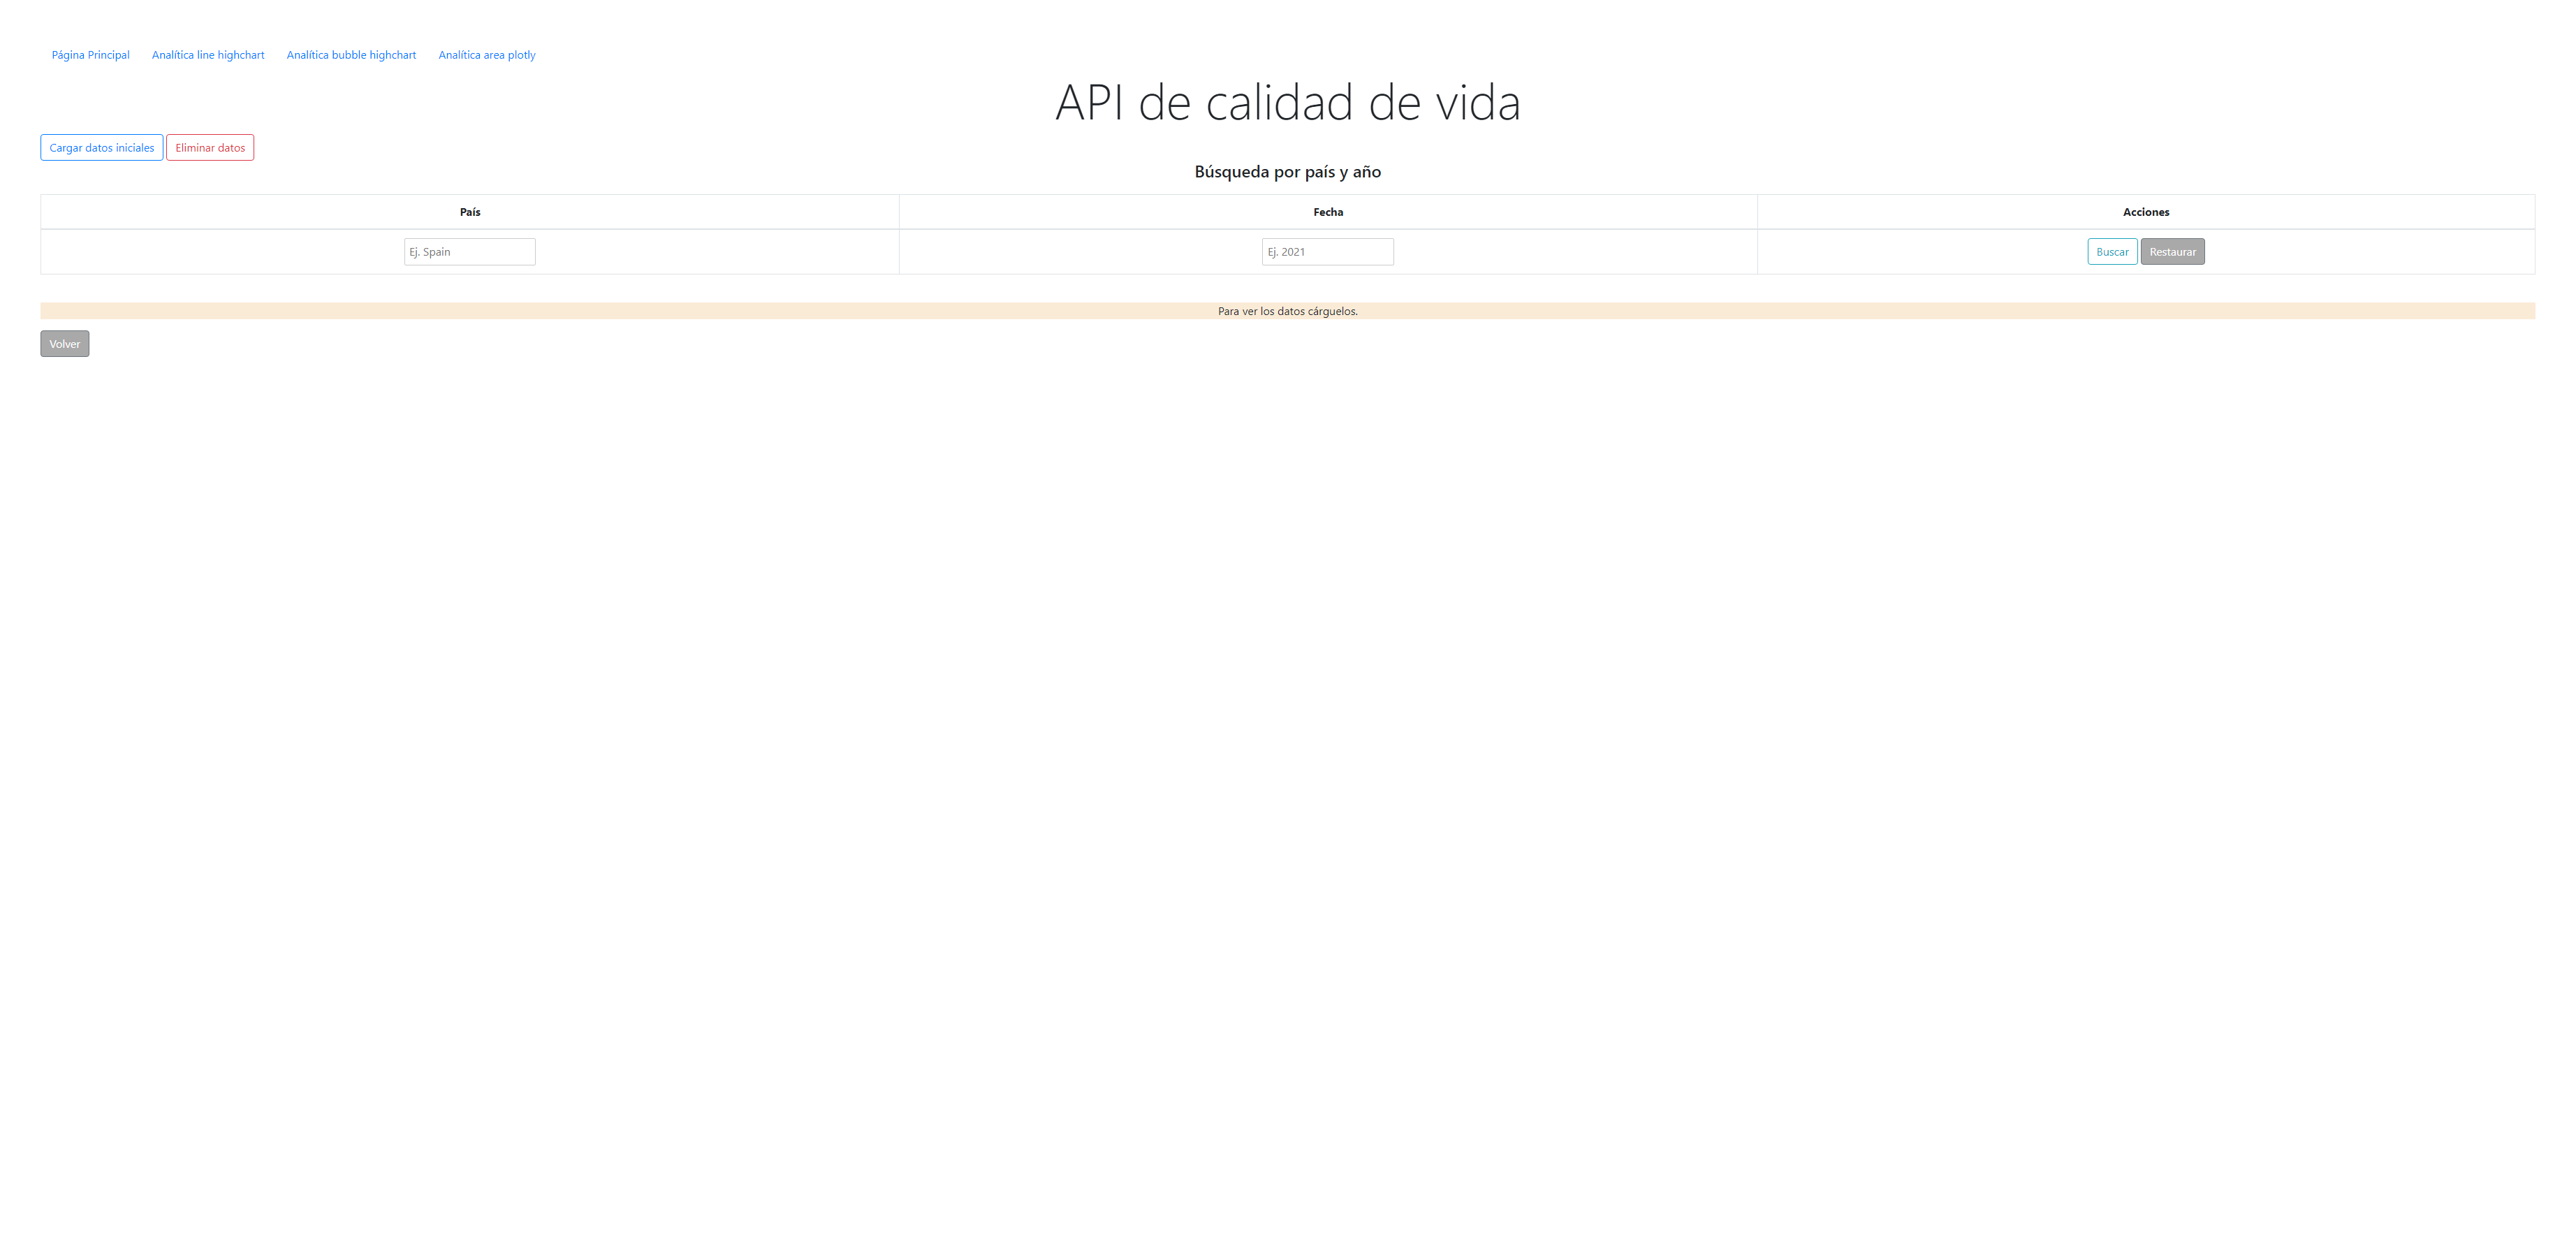 Página Principal Analítica line highchart Analítica bubble highchart Analítica area plotly
API de calidad de vida
Cargar datos iniciales Eliminar datos
Búsqueda por país y año
País Fecha Acciones
Ej. Spain Ej. 2021 Buscar Restaurar
Para ver los datos cárguelos.
Volver